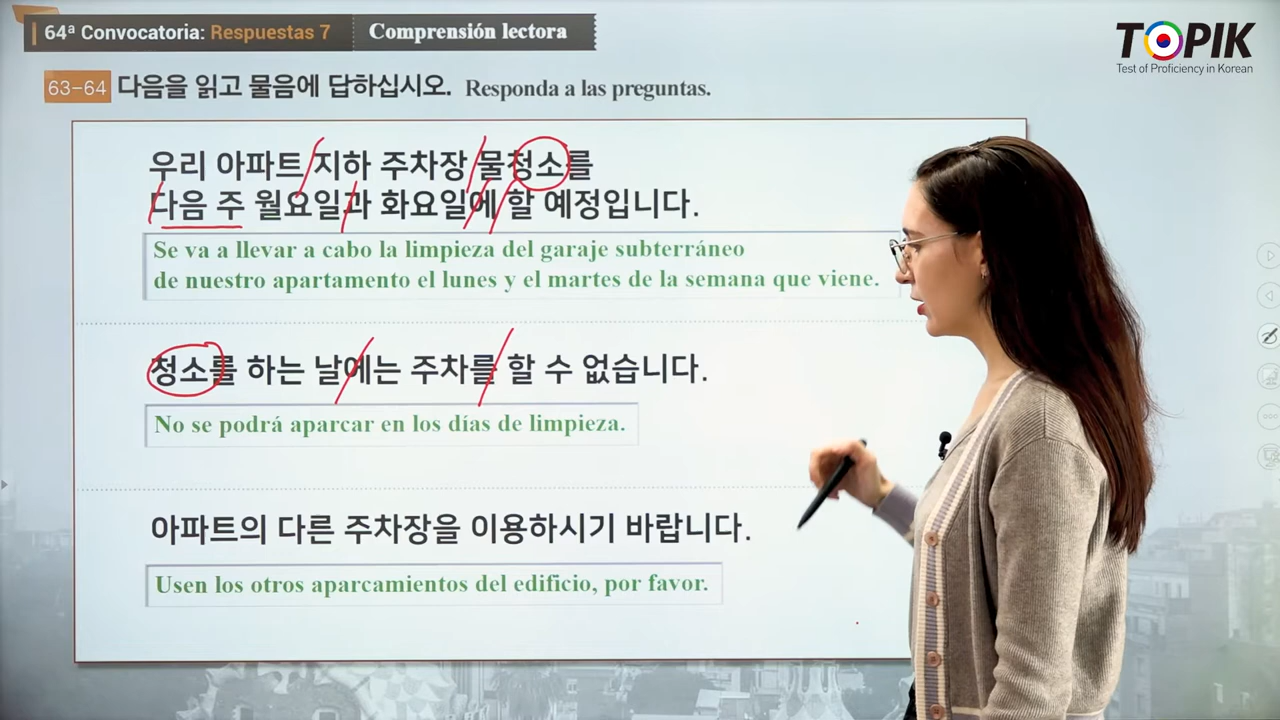 64ª Convocatoria: Respuestas 7 Comprensión lectora
TOPIK
Test of Proficiency in Korean
63-64 다음을 읽고 물음에 답하십시오. Responda a las preguntas.
우리 아파트 지하 주차장 물청소를
다음 주 월요일과 화요일에 할 예정입니다.
Se va a llevar a cabo la limpieza del garaje subterráneo
de nuestro apartamento el lunes y el martes de la semana que viene.
청소를 하는 날에는 주차를 할 수 없습니다.
No se podrá aparcar en los días de limpieza.
아파트의 다른 주차장을 이용하시기 바랍니다.
Usen los otros aparcamientos del edificio, por favor.